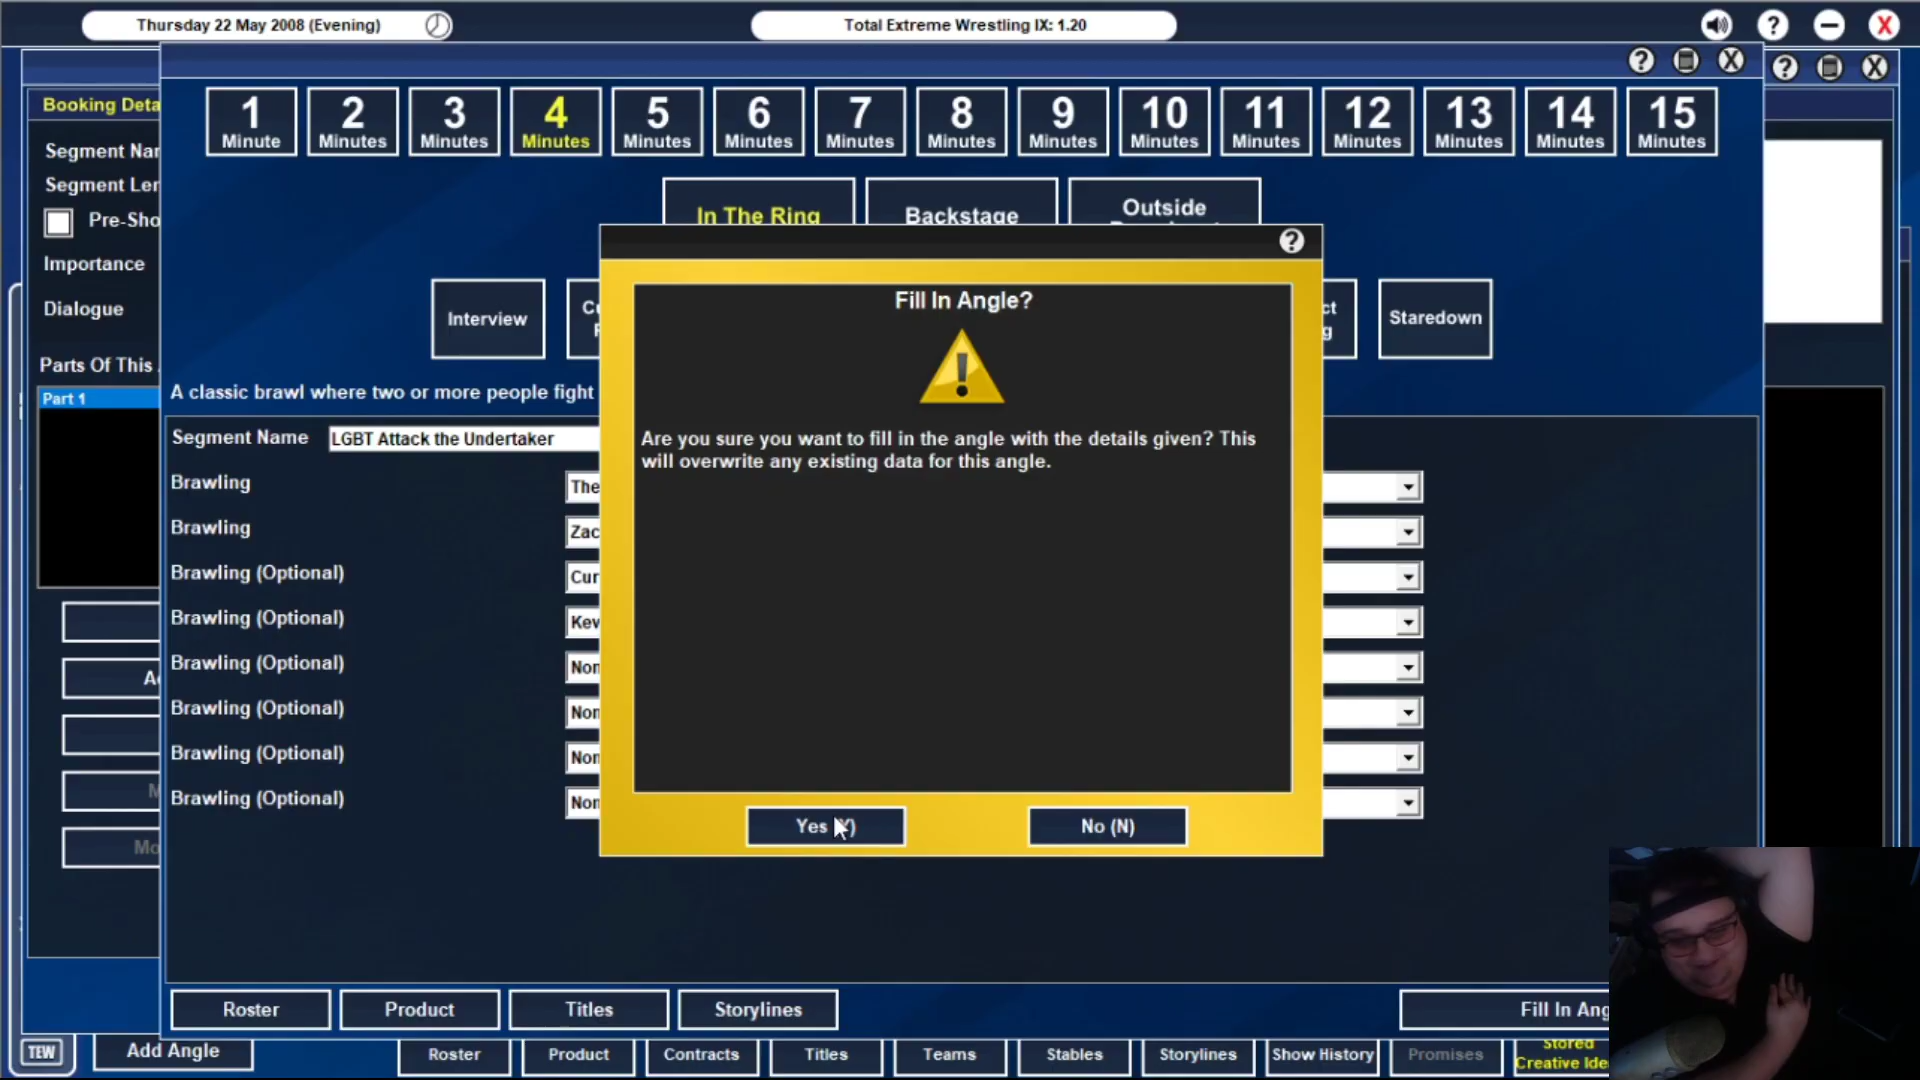 Thursday 22 May 2008 (Evening)
Total Extreme Wrestling IX: 1.20
Booking Deta
1 Minute
2 Minutes
3 Minutes
4 Minutes
5 Minutes
6 Minutes
7 Minutes
8 Minutes
9 Minutes
10 Minutes
11 Minutes
12 Minutes
13 Minutes
14 Minutes
15 Minutes
Segment Nar
Segment Ler
Pre-Sho
Importance
Dialogue
Parts Of This
Part 1
In The Ring
Backstage
Outside
Interview
Staredown
A classic brawl where two or more people fight
Segment Name
LGBT Attack the Undertaker
Brawling
The
Brawling
Zac
Brawling (Optional)
Cur
Brawling (Optional)
Kev
Brawling (Optional)
Non
Brawling (Optional)
Non
Brawling (Optional)
Non
Brawling (Optional)
Non
Fill In Angle?
Are you sure you want to fill in the angle with the details given? This
will overwrite any existing data for this angle.
Yes (Y)
No (N)
Roster
Product
Titles
Storylines
Fill In Ang
TEW
Add Angle
Roster
Product
Contracts
Titles
Teams
Stables
Storylines
Show History
Promises
Stored
Creative Ide